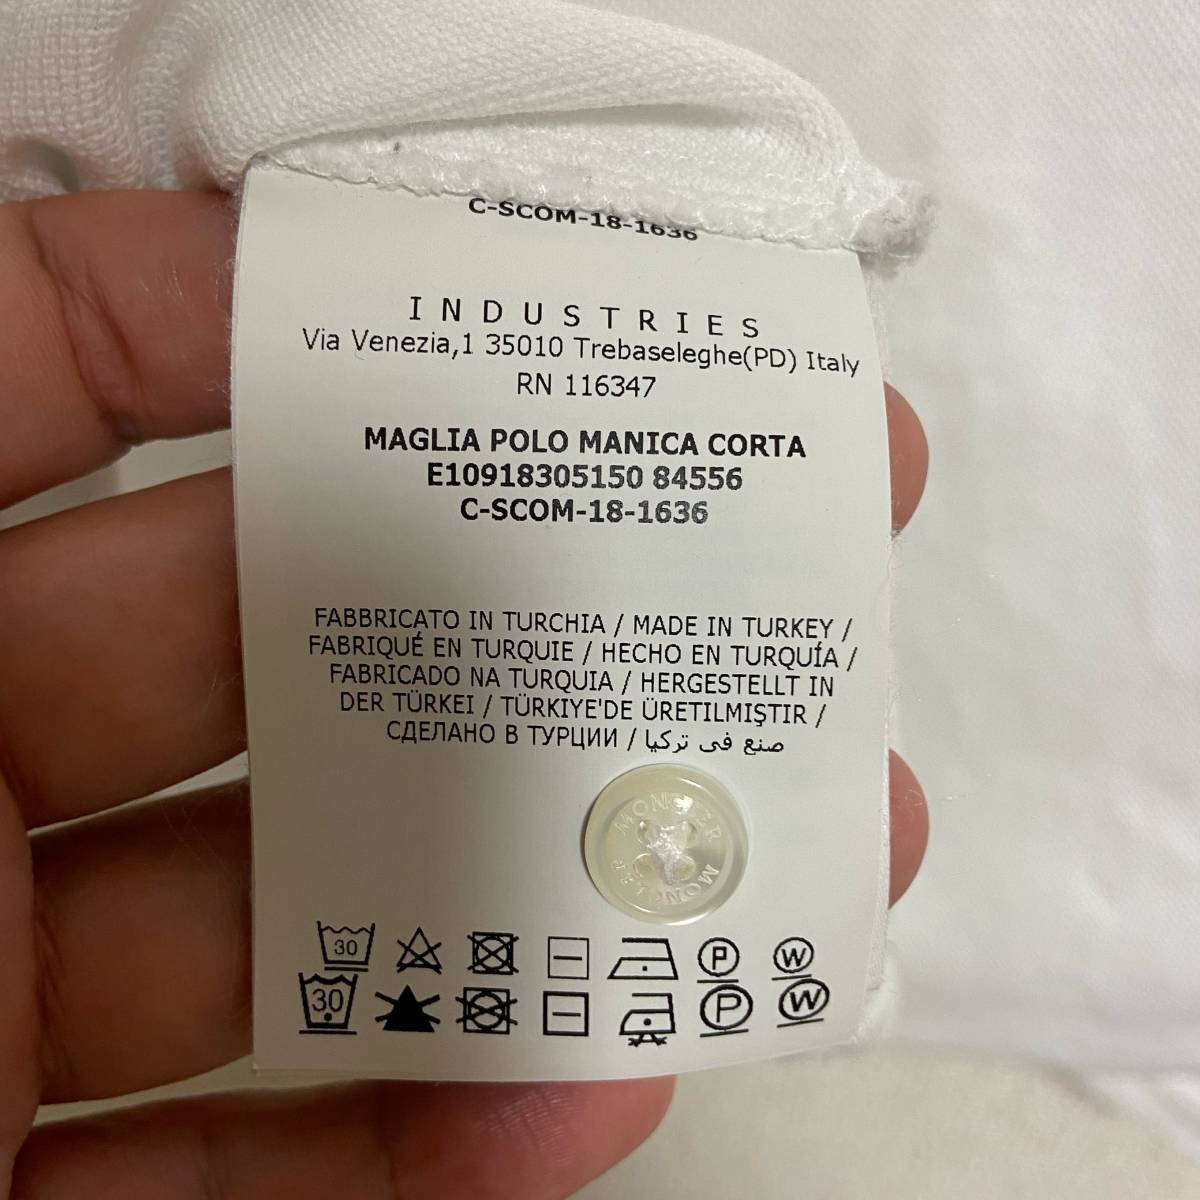 C-SCOM-18-1636
INDUSTRIES
Via Venezia,1 35010 Trebaseleghe(PD) Italy
RN 116347
MAGLIA POLO MANICA CORTA
E10918305150 84556
C-SCOM-18-1636
FABBRICATO IN TURCHIA / MADE IN TURKEY /
FABRIQUÉ EN TURQUIE / HECHO EN TURQUÍA /
FABRICADO NA TURQUIA / HERGESTELLT IN
DER TÜRKEI / TÜRKIYE'DE ÜRETILMIŞTIR /
СДЕЛАНО В ТУРЦИИ / صنع في تركيا
MONCLER
MONCLER
30 P W
30 P W